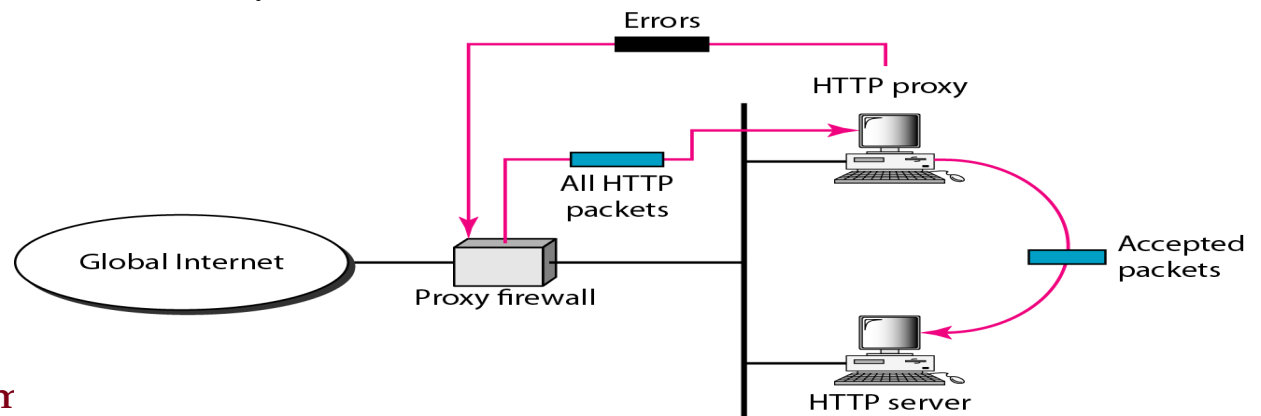 Errors
HTTP proxy
All HTTP
packets
Global Internet
Proxy firewall
Accepted
packets
HTTP server